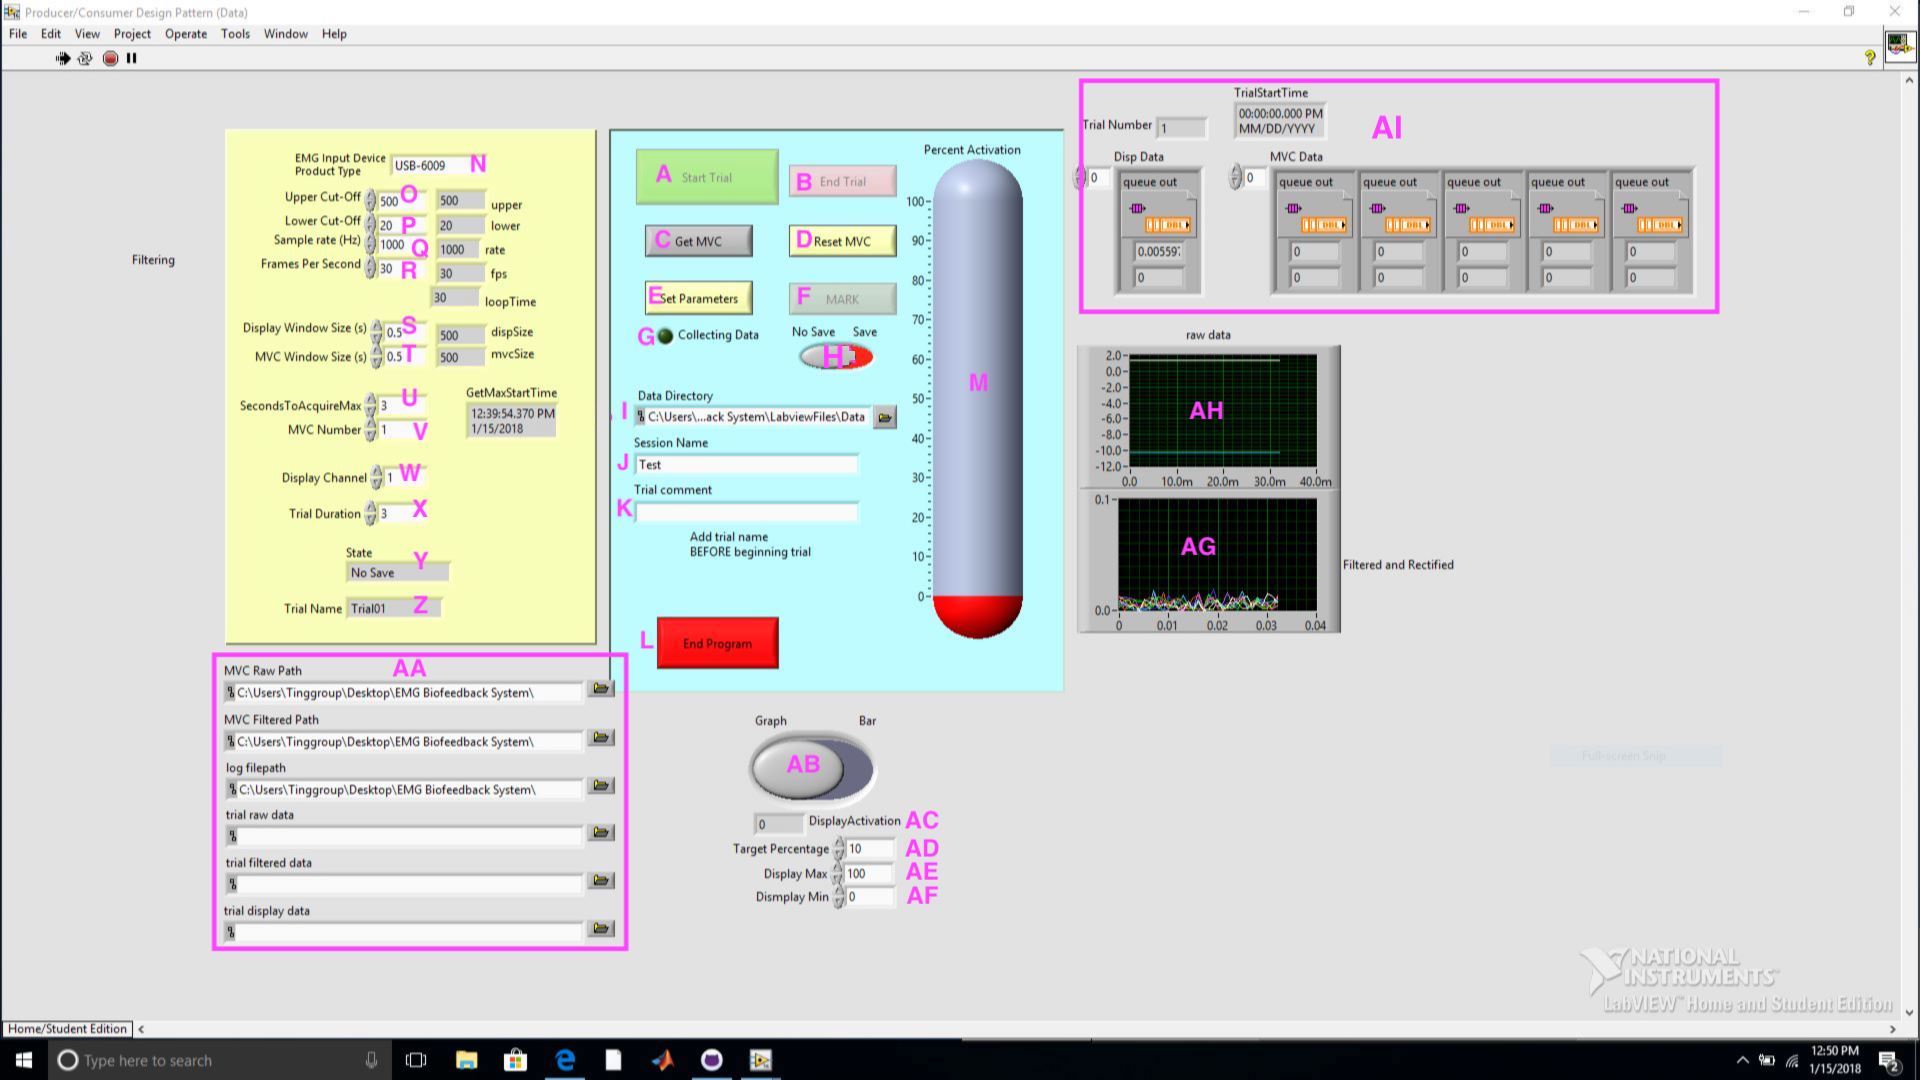 Producer/Consumer Design Pattern (Data)
File Edit View Project Operate Tools Window Help
Filtering
EMG Input Device
Product Type
USB-6009
N
Upper Cut-Off
500
O
500
upper
Lower Cut-Off
20
P
20
lower
Sample rate (Hz)
1000
Q
1000
rate
Frames Per Second
30
R
30
fps
30
loopTime
Display Window Size (s)
0.5
S
500
dispSize
MVC Window Size (s)
0.5
T
500
mvcSize
SecondsToAcquireMax
3
U
GetMaxStartTime
12:39:54.370 PM
1/15/2018
MVC Number
1
V
Display Channel
1
W
Trial Duration
3
X
State
No Save
Y
Trial Name
Trial01
Z
A
Start Trial
B
End Trial
C
Get MVC
D
Reset MVC
E
Set Parameters
F
MARK
G
Collecting Data
No Save Save
H
Data Directory
I
C:\Users\...ack System\LabviewFiles\Data
Session Name
J
Test
Trial comment
K
Add trial name
BEFORE beginning trial
L
End Program
Percent Activation
100
90
80
70
60
50
40
30
20
10
0
M
AI
Trial Number
1
TrialStartTime
00:00:00.000 PM
MM/DD/YYYY
Disp Data
0
queue out
DBL
0.00559
0
MVC Data
0
queue out
DBL
0
0
queue out
DBL
0
0
queue out
DBL
0
0
queue out
DBL
0
0
queue out
DBL
0
0
raw data
2.0
0.0
-2.0
-4.0
-6.0
-8.0
-10.0
-12.0
AH
0.0 10.0m 20.0m 30.0m 40.0m
0.1
0.0
AG
0 0.01 0.02 0.03 0.04
Filtered and Rectified
AA
MVC Raw Path
C:\Users\Tinggroup\Desktop\EMG Biofeedback System\
MVC Filtered Path
C:\Users\Tinggroup\Desktop\EMG Biofeedback System\
log filepath
C:\Users\Tinggroup\Desktop\EMG Biofeedback System\
trial raw data
trial filtered data
trial display data
Graph Bar
AB
0
DisplayActivation AC
Target Percentage 10 AD
Display Max 100 AE
Dismplay Min 0 AF
Full-screen Snip
NATIONAL
INSTRUMENTS™
LabVIEW™ Home and Student Edition
Home/Student Edition
Type here to search
12:50 PM
1/15/2018
2